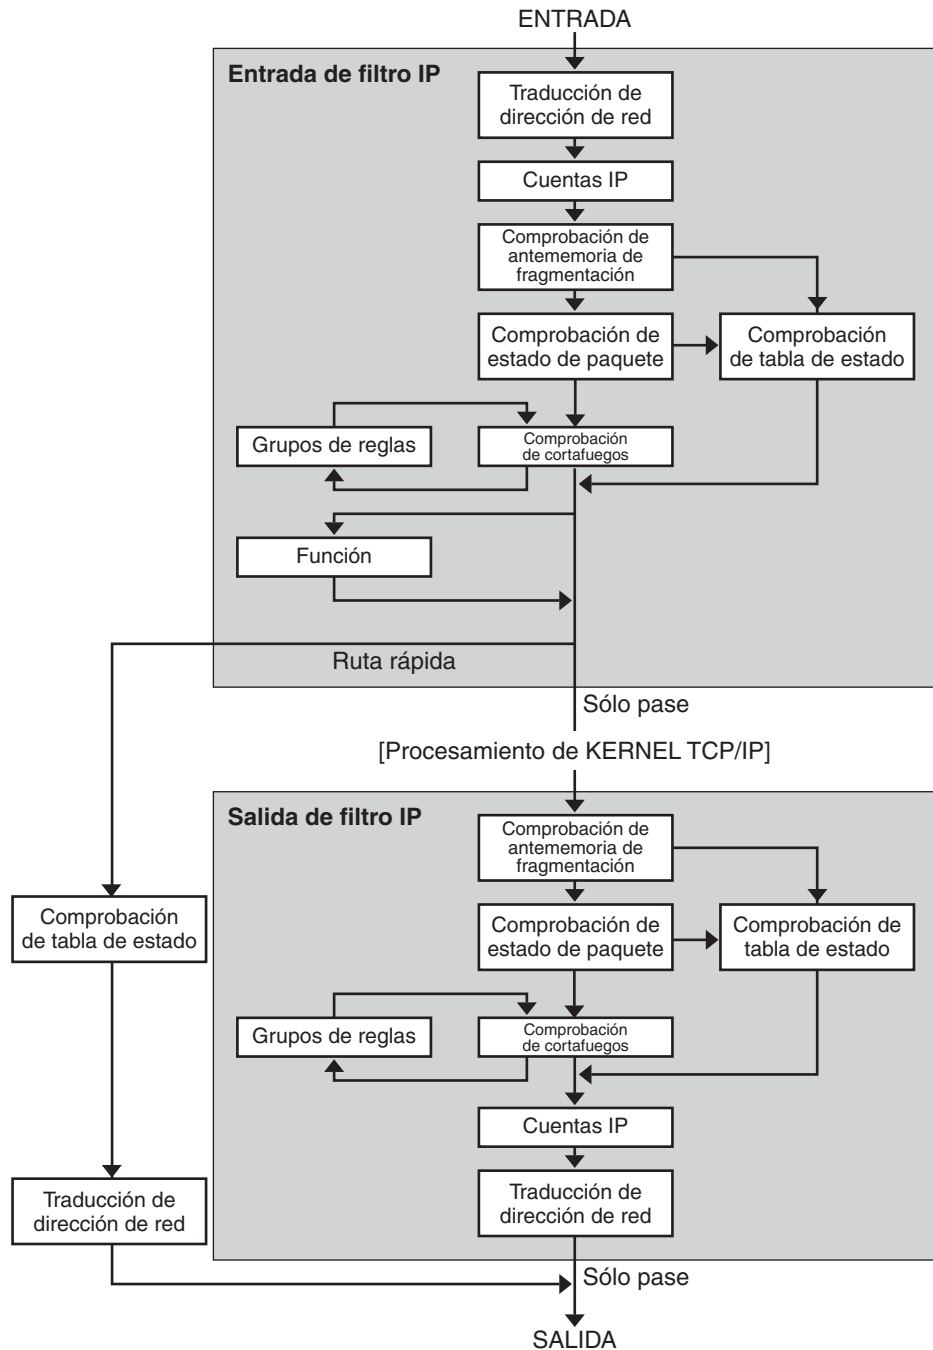 ENTRADA
Entrada de filtro IP
Traducción de
dirección de red
Cuentas IP
Comprobación de
antememoria de
fragmentación
Comprobación de
estado de paquete
Comprobación
de tabla de estado
Grupos de reglas
Comprobación
de cortafuegos
Función
Ruta rápida
Sólo pase
[Procesamiento de KERNEL TCP/IP]
Salida de filtro IP
Comprobación de
antememoria de
fragmentación
Comprobación
de tabla de estado
Comprobación de
estado de paquete
Comprobación de
tabla de estado
Grupos de reglas
Comprobación
de cortafuegos
Cuentas IP
Traducción de
dirección de red
Traducción de
dirección de red
Sólo pase
SALIDA